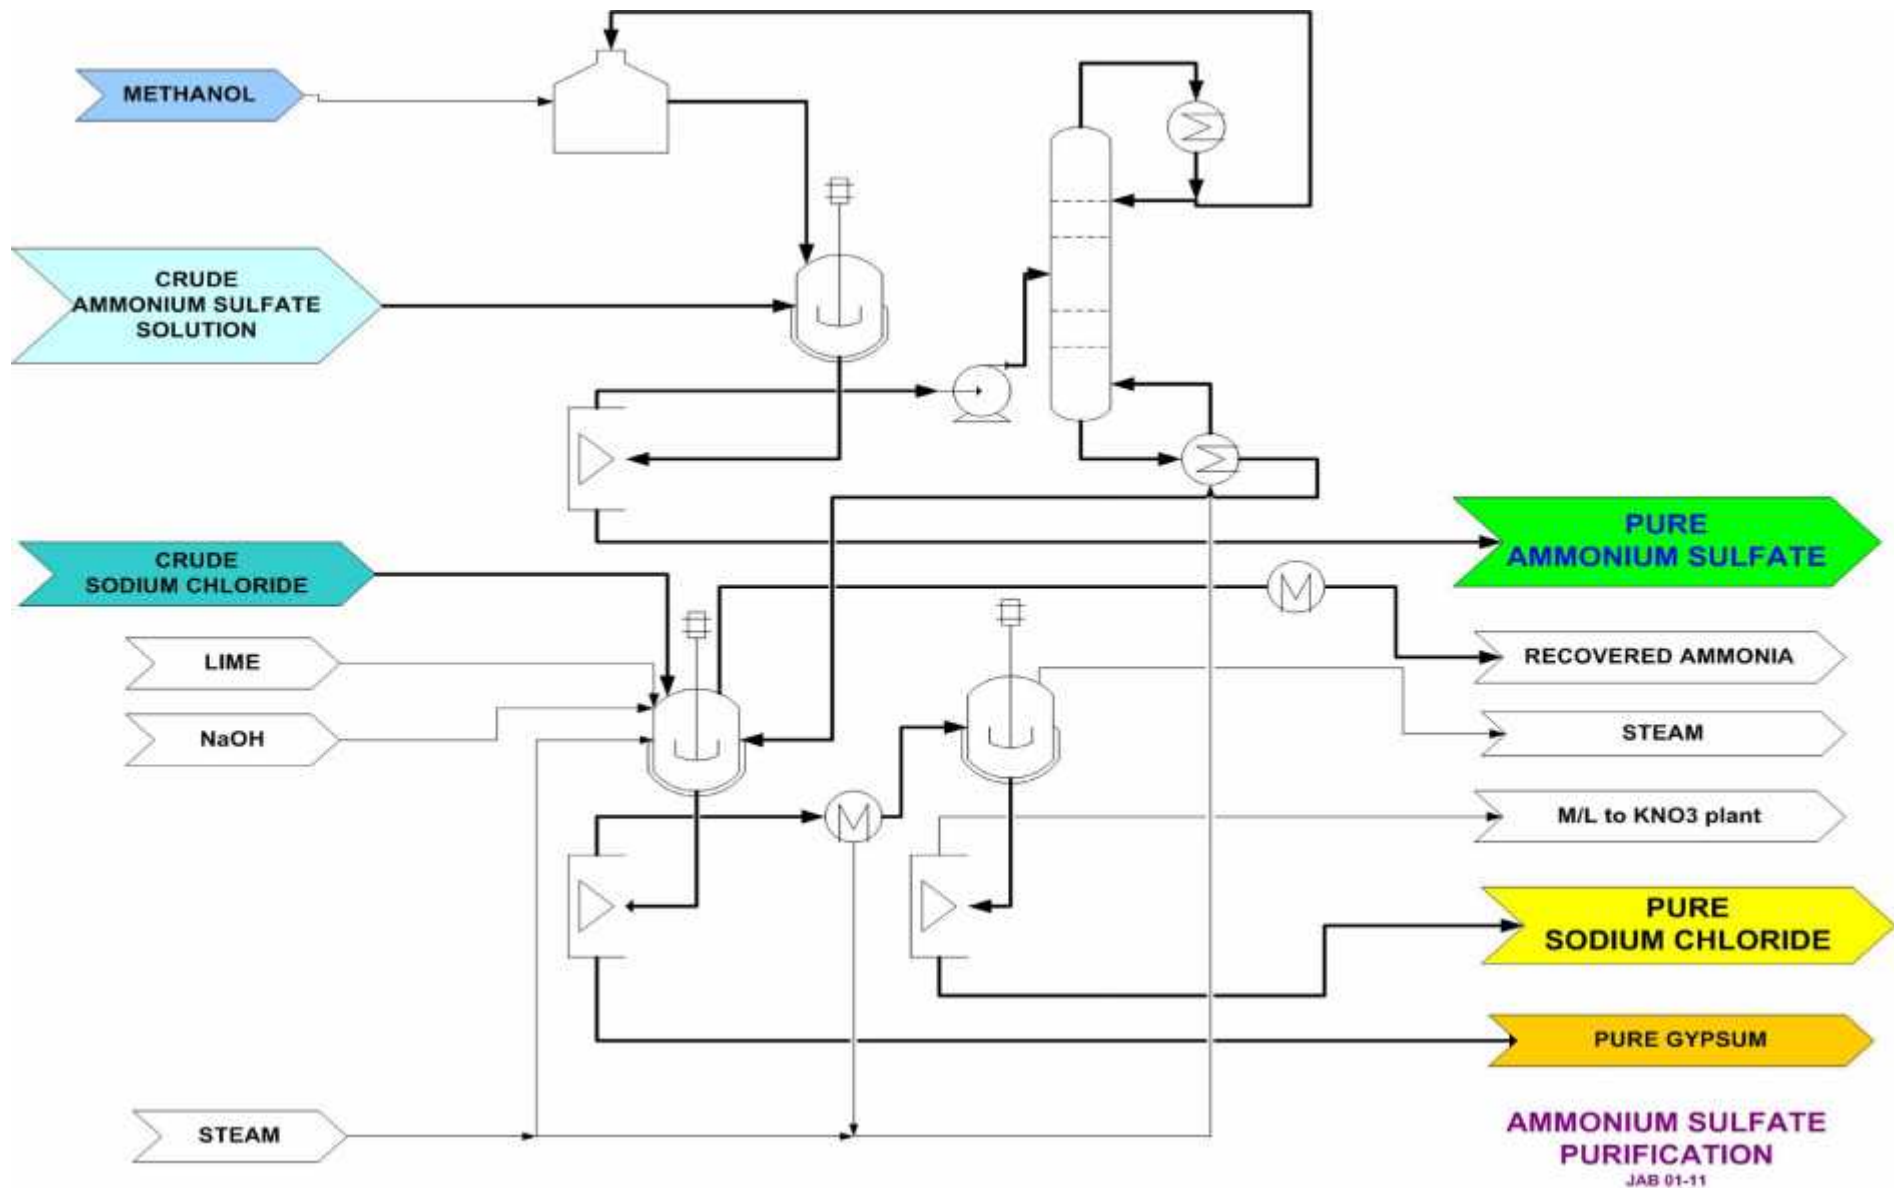 METHANOL
CRUDE
AMMONIUM SULFATE
SOLUTION
CRUDE
SODIUM CHLORIDE
LIME
NaOH
STEAM
PURE
AMMONIUM SULFATE
RECOVERED AMMONIA
STEAM
M/L to KNO3 plant
PURE
SODIUM CHLORIDE
PURE GYPSUM
AMMONIUM SULFATE
PURIFICATION
JAB 01-11